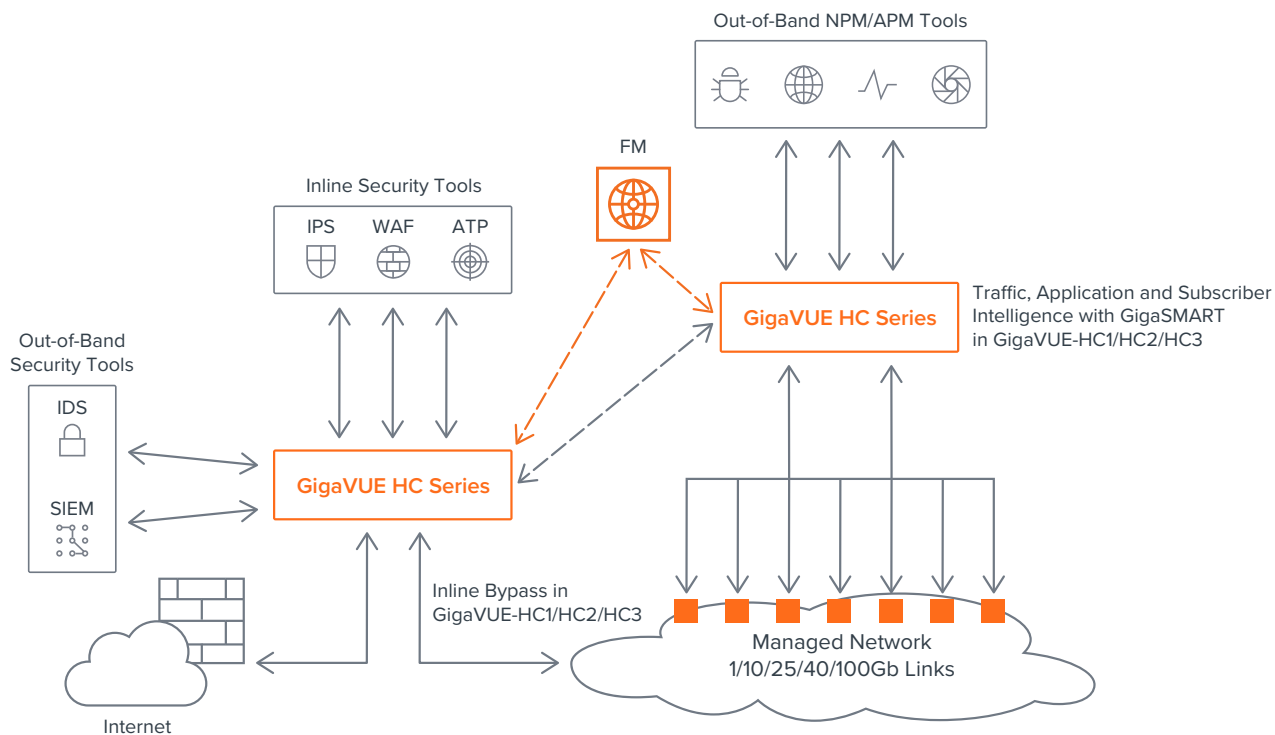 Out-of-Band NPM/APM Tools
FM
Inline Security Tools
IPS
WAF
ATP
GigaVUE HC Series
Traffic, Application and Subscriber
Intelligence with GigaSMART
in GigaVUE-HC1/HC2/HC3
Out-of-Band
Security Tools
IDS
SIEM
GigaVUE HC Series
Inline Bypass in
GigaVUE-HC1/HC2/HC3
Managed Network
1/10/25/40/100Gb Links
Internet